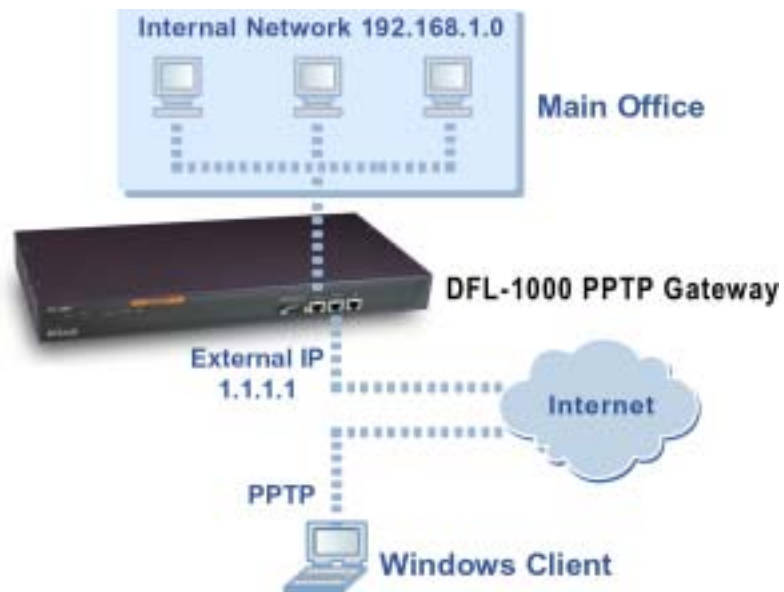 Internal Network 192.168.1.0
Main Office
DFL-1000 PPTP Gateway
External IP
1.1.1.1
Internet
PPTP
Windows Client